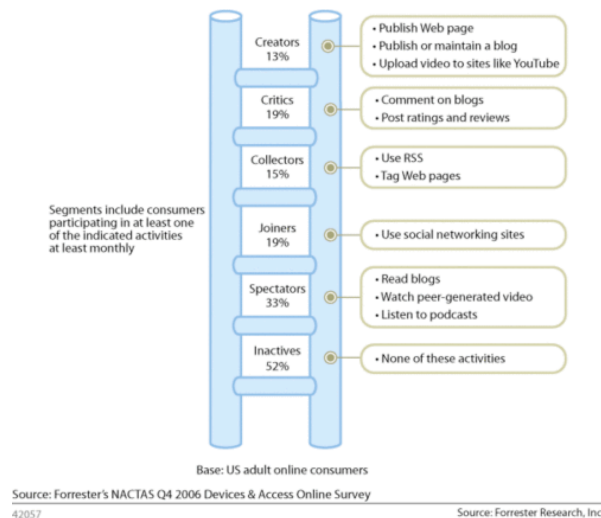 Creators
13%
• Publish Web page
• Publish or maintain a blog
• Upload video to sites like YouTube
Critics
19%
• Comment on blogs
• Post ratings and reviews
Collectors
15%
• Use RSS
• Tag Web pages
Segments include consumers
participating in at least one
of the indicated activities
at least monthly
Joiners
19%
• Use social networking sites
Spectators
33%
• Read blogs
• Watch peer-generated video
• Listen to podcasts
Inactives
52%
• None of these activities
Base: US adult online consumers
Source: Forrester's NACTAS Q4 2006 Devices & Access Online Survey
42057
Source: Forrester Research, Inc